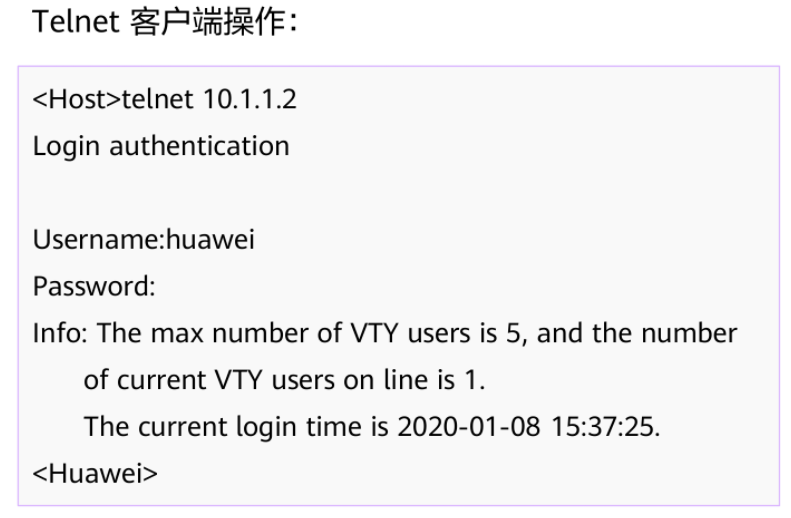 Telnet 客户端操作：
<Host>telnet 10.1.1.2
Login authentication
Username:huawei
Password:
Info: The max number of VTY users is 5, and the number
of current VTY users on line is 1.
The current login time is 2020-01-08 15:37:25.
<Huawei>